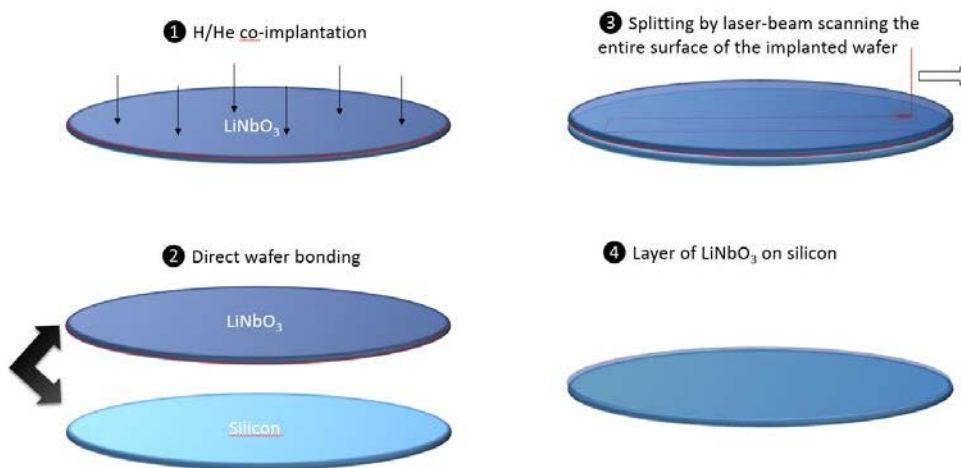 ❶ H/He co-implantation
LiNbO₃
❷ Direct wafer bonding
LiNbO₃
Silicon
❸ Splitting by laser-beam scanning the
entire surface of the implanted wafer
❹ Layer of LiNbO₃ on silicon